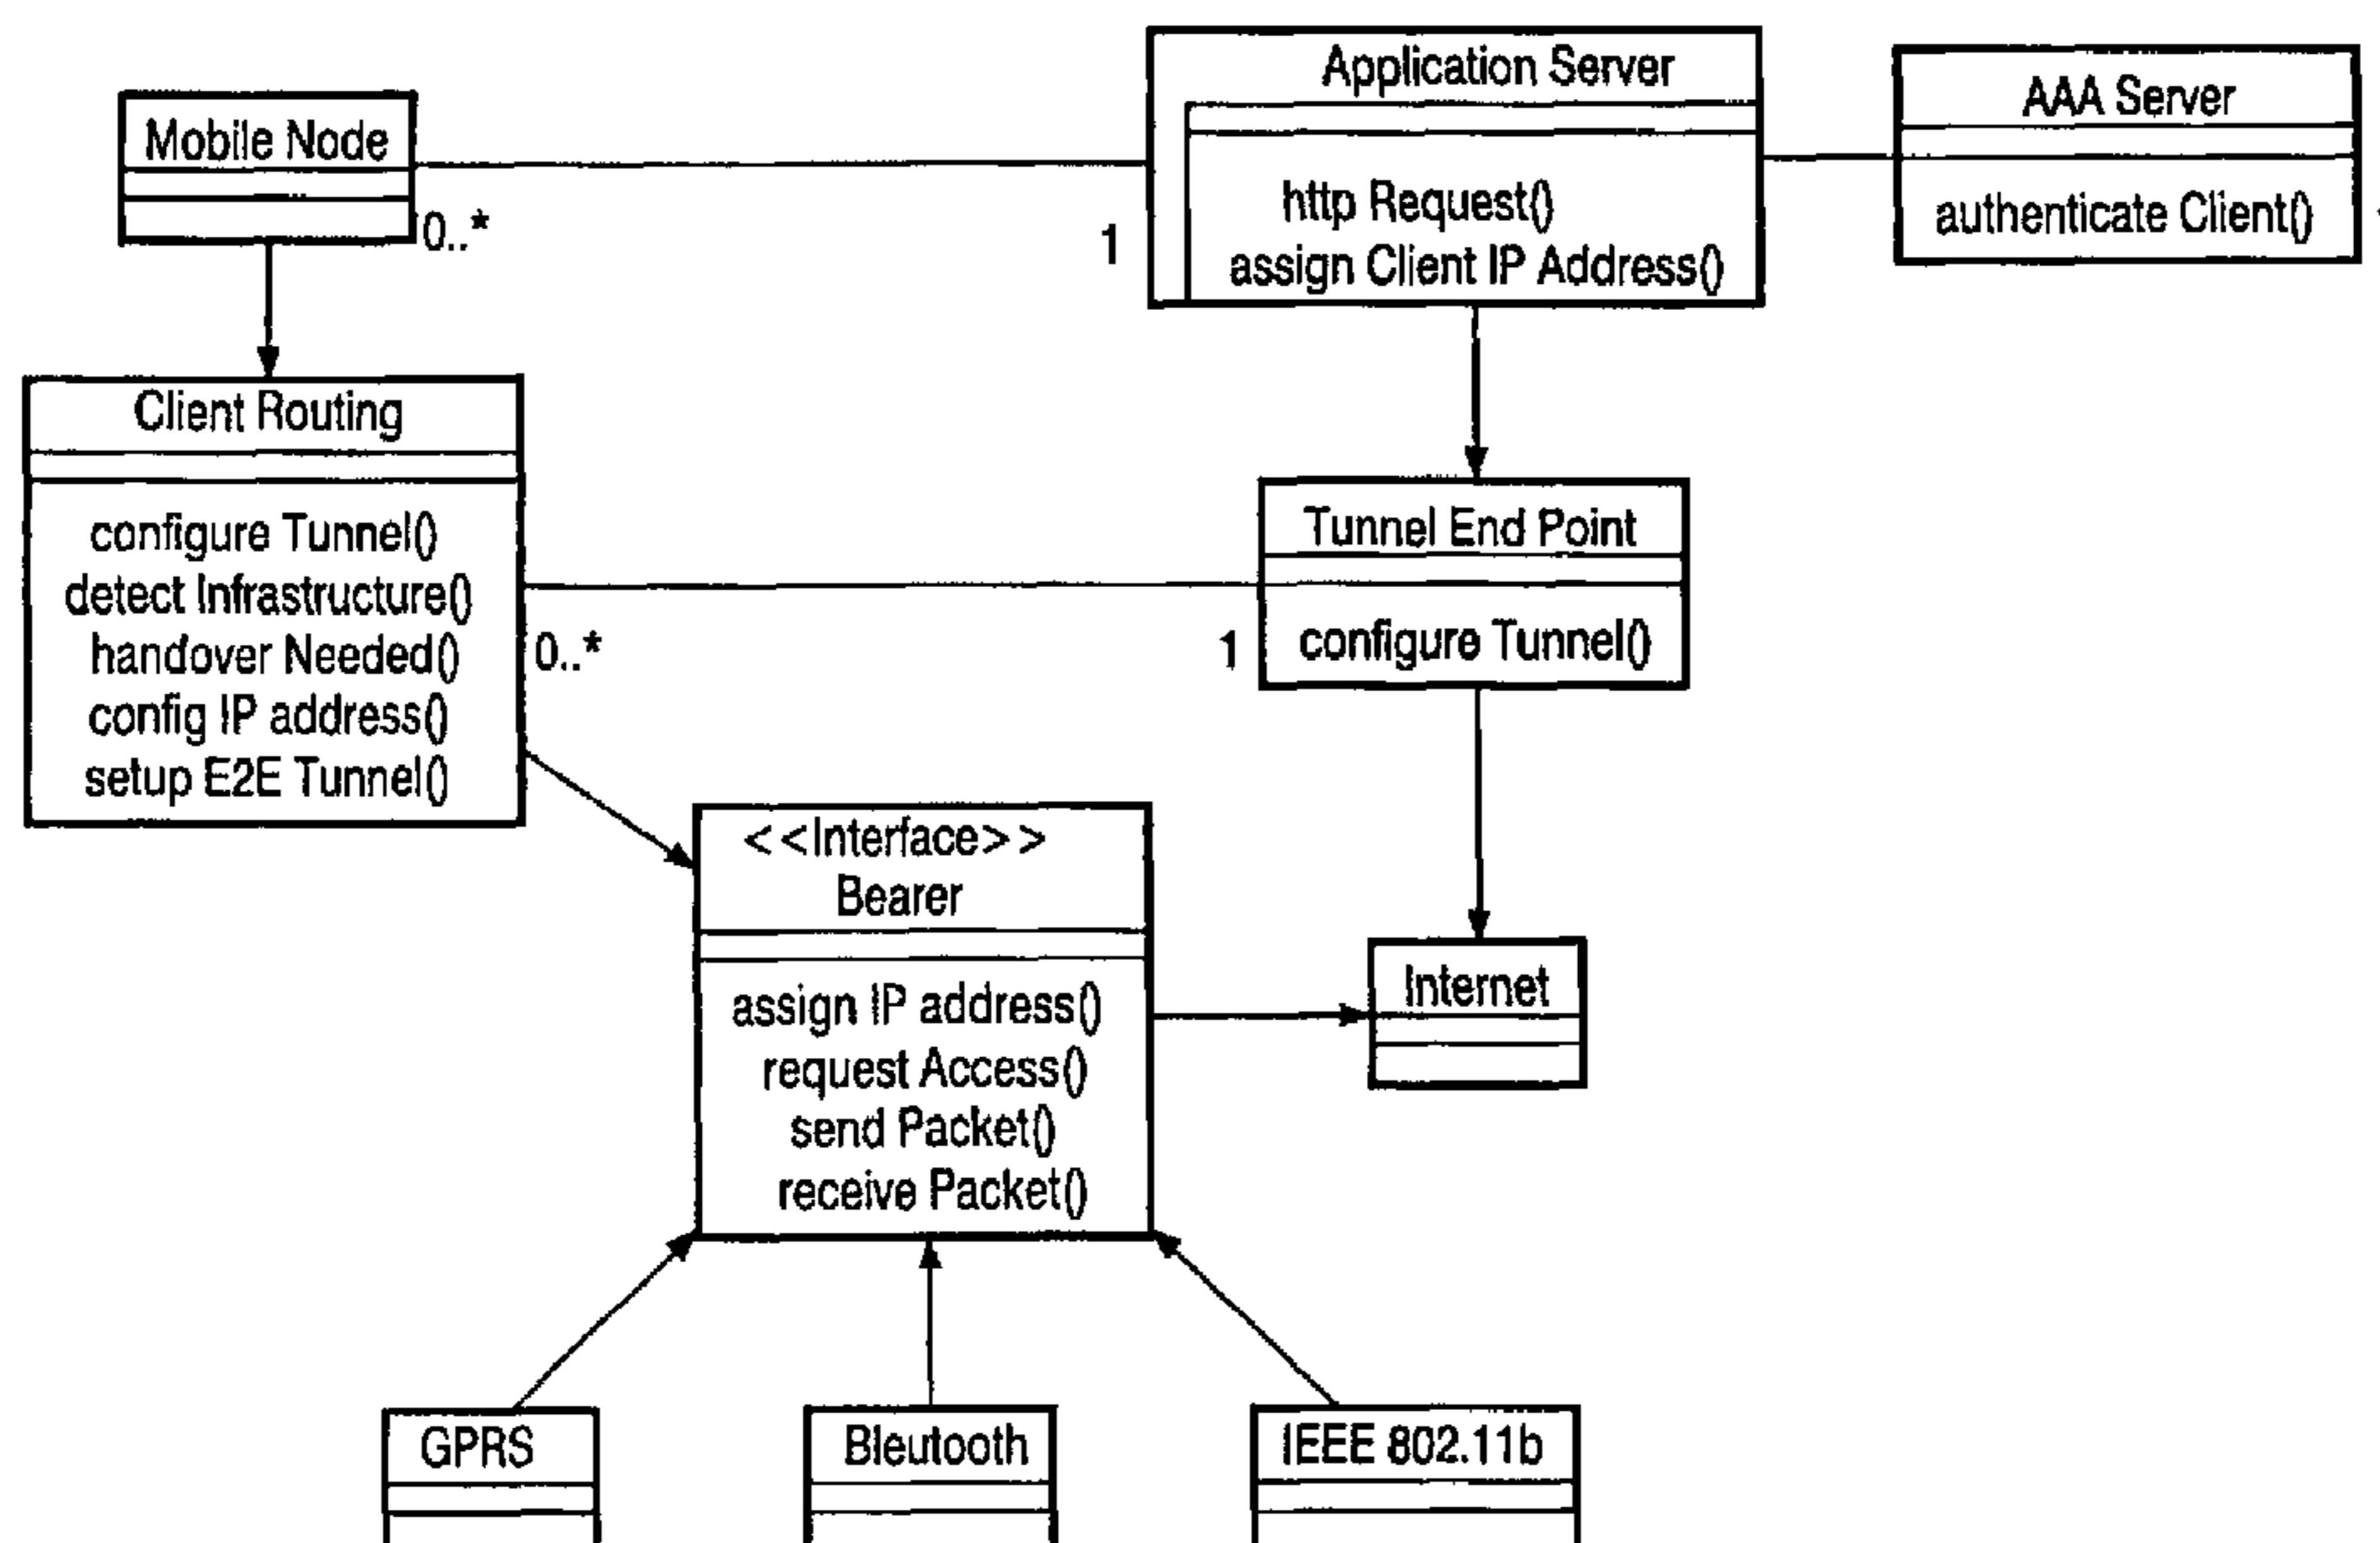 Mobile Node
0..*
Application Server
http Request()
assign Client IP Address()
1
AAA Server
authenticate Client()
Client Routing
configure Tunnel()
detect Infrastructure()
handover Needed()
config IP address()
setup E2E Tunnel()
0..*
Tunnel End Point
configure Tunnel()
1
<<Interface>>
Bearer
assign IP address()
request Access()
send Packet()
receive Packet()
Internet
GPRS
Bleutooth
IEEE 802.11b